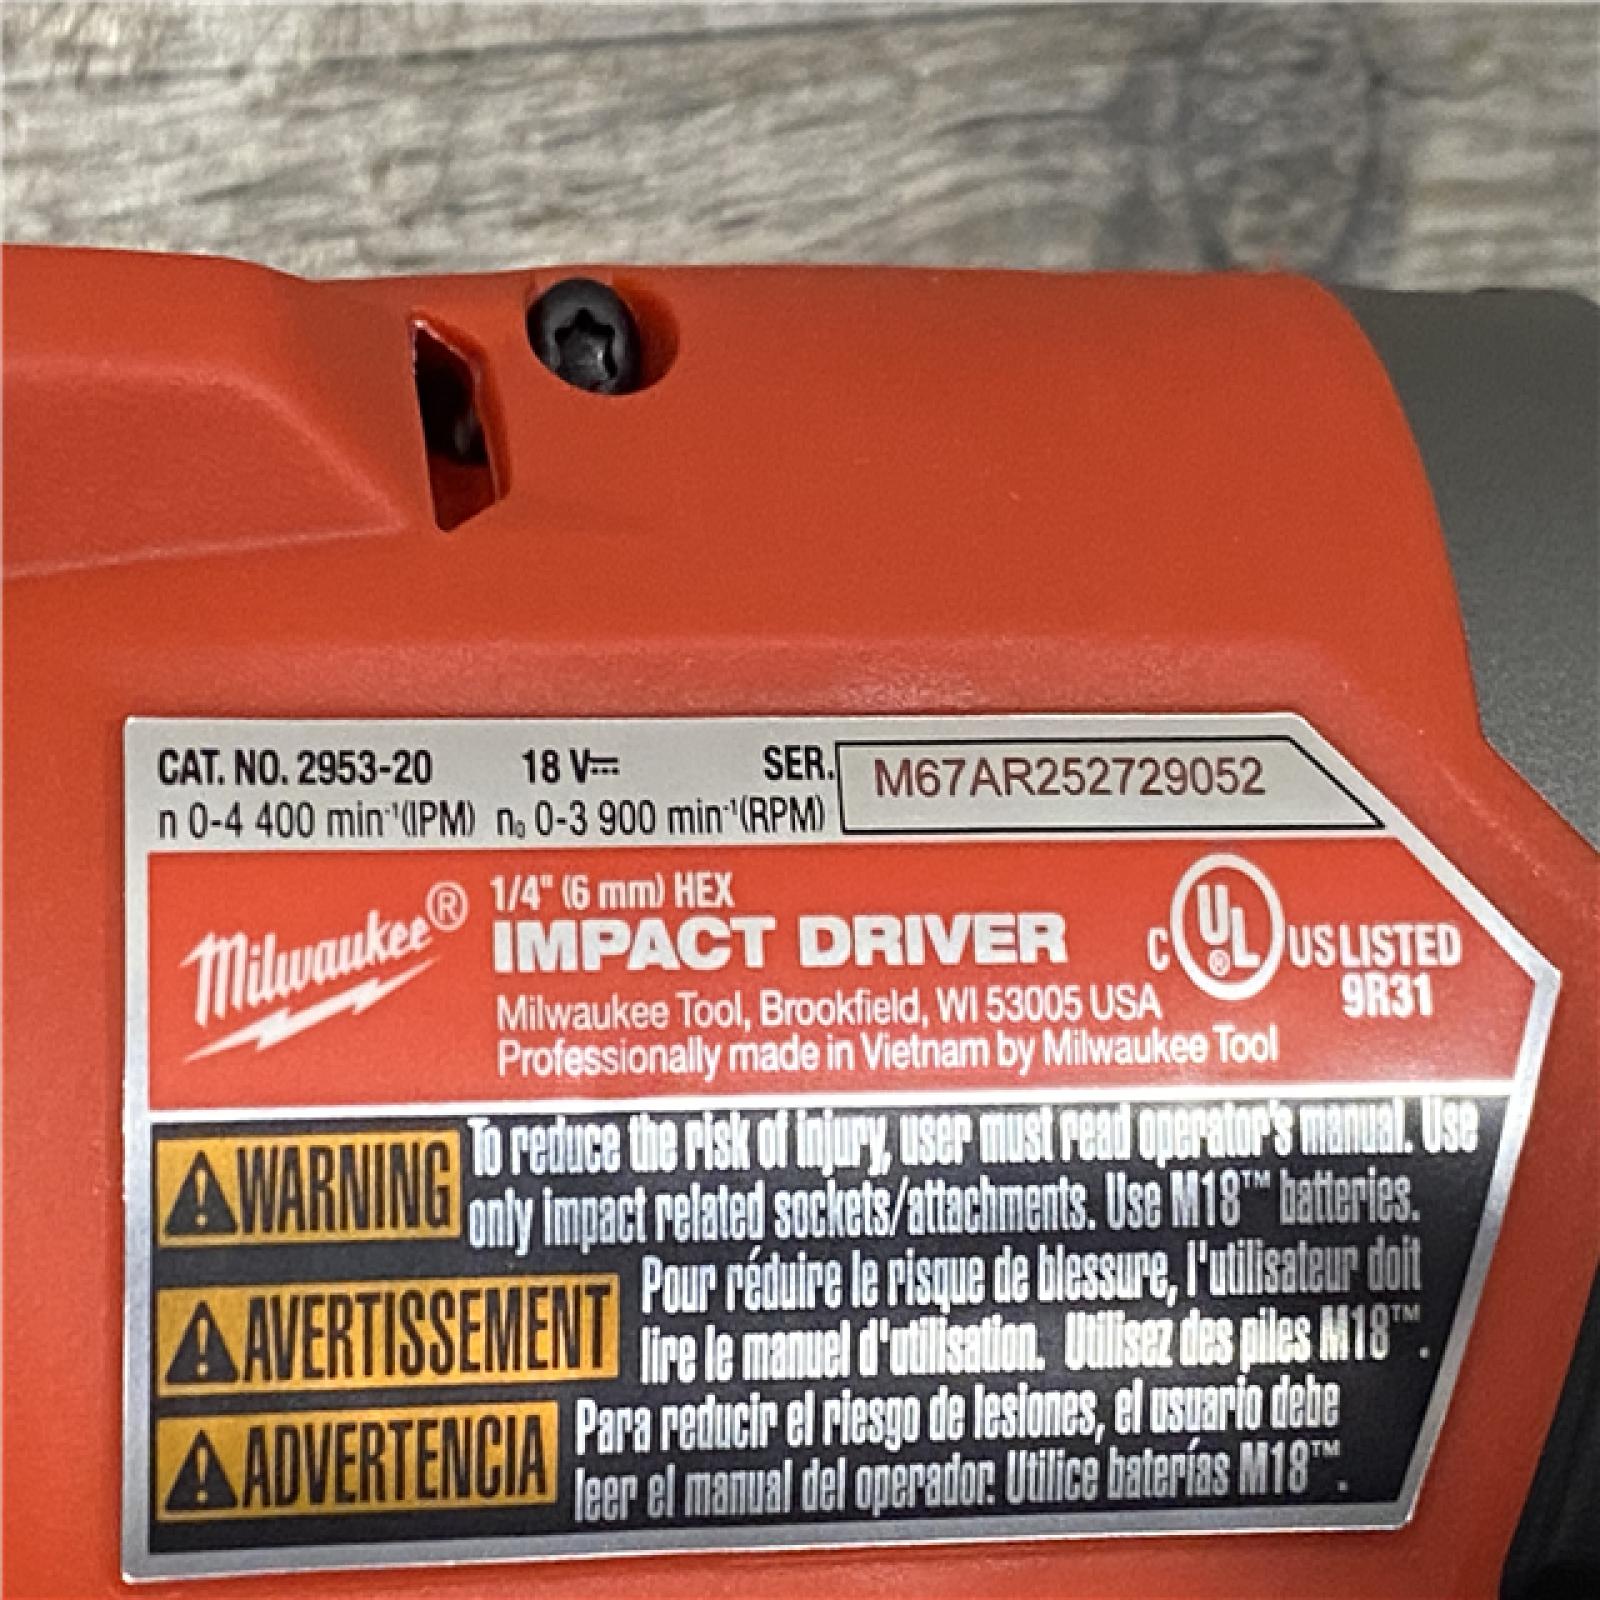 CAT. NO. 2953-20 18 V⎓ SER. M67AR252729052
n 0-4 400 min⁻¹(IPM) n₀ 0-3 900 min⁻¹(RPM)
Milwaukee®
1/4" (6 mm) HEX
IMPACT DRIVER
Milwaukee Tool, Brookfield, WI 53005 USA
Professionally made in Vietnam by Milwaukee Tool
C UL® US LISTED
9R31
WARNING To reduce the risk of injury, user must read operator's manual. Use
only impact related sockets/attachments. Use M18™ batteries.
AVERTISSEMENT Pour réduire le risque de blessure, l'utilisateur doit
lire le manuel d'utilisation. Utilisez des piles M18™.
ADVERTENCIA Para reducir el riesgo de lesiones, el usuario debe
leer el manual del operador. Utilice baterías M18™.